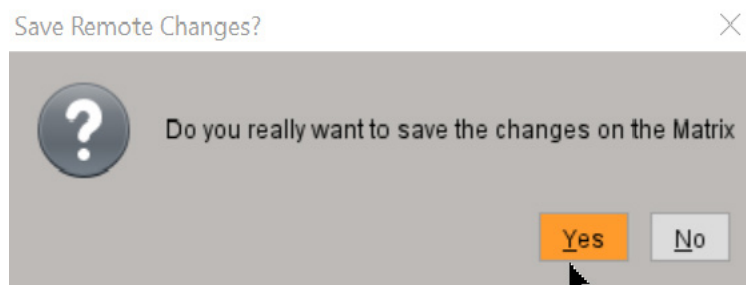 Save Remote Changes?
Do you really want to save the changes on the Matrix
Yes No